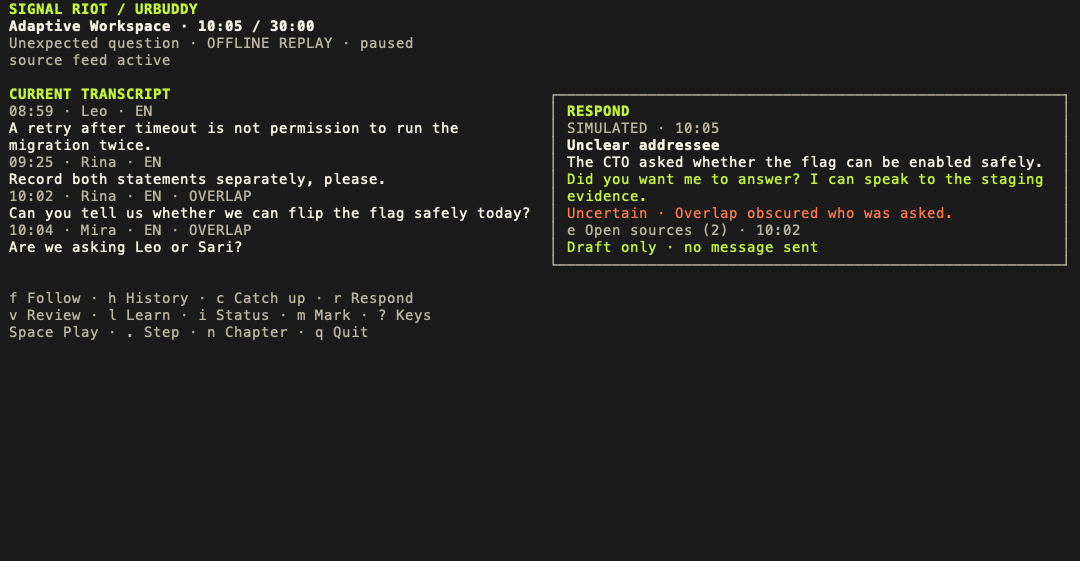 SIGNAL RIOT / URBUDDY
Adaptive Workspace · 10:05 / 30:00
Unexpected question · OFFLINE REPLAY · paused
source feed active
CURRENT TRANSCRIPT
08:59 · Leo · EN
A retry after timeout is not permission to run the
migration twice.
09:25 · Rina · EN
Record both statements separately, please.
10:02 · Rina · EN · OVERLAP
Can you tell us whether we can flip the flag safely today?
10:04 · Mira · EN · OVERLAP
Are we asking Leo or Sari?
RESPOND
SIMULATED · 10:05
Unclear addressee
The CTO asked whether the flag can be enabled safely.
Did you want me to answer? I can speak to the staging
evidence.
Uncertain · Overlap obscured who was asked.
e Open sources (2) · 10:02
Draft only · no message sent
f Follow · h History · c Catch up · r Respond
v Review · l Learn · i Status · m Mark · ? Keys
Space Play · . Step · n Chapter · q Quit